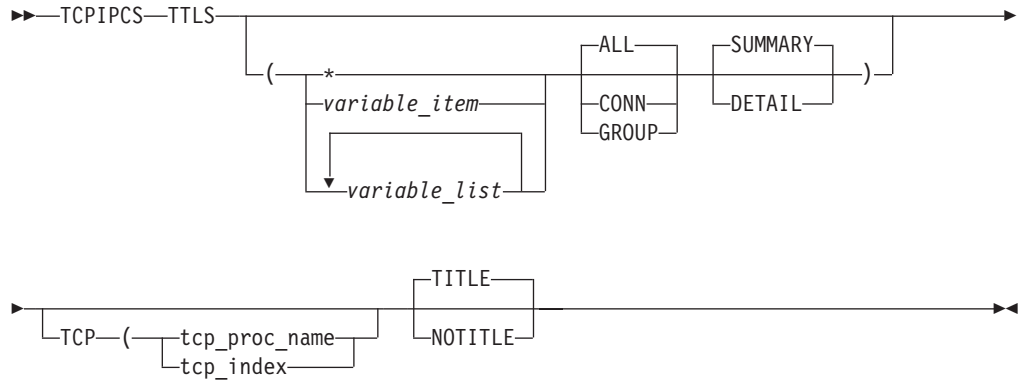 TCPIPCS TTLS
ALL SUMMARY
( * )
variable_item CONN DETAIL
GROUP
variable_list
TITLE
TCP ( tcp_proc_name NOTITLE
tcp_index